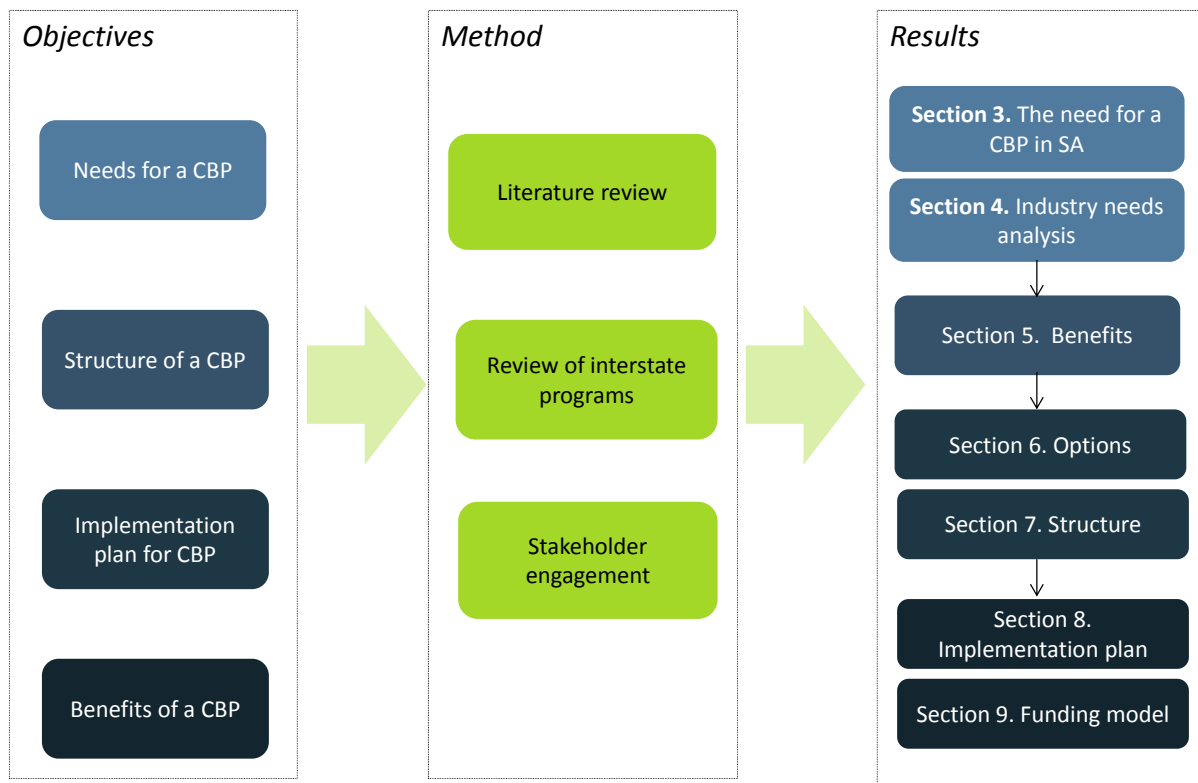 Objectives
Needs for a CBP
Structure of a CBP
Implementation
plan for CBP
Benefits of a CBP
Method
Literature review
Review of interstate
programs
Stakeholder
engagement
Results
Section 3. The need for a
CBP in SA
Section 4. Industry needs
analysis
Section 5. Benefits
Section 6. Options
Section 7. Structure
Section 8.
Implementation plan
Section 9. Funding model